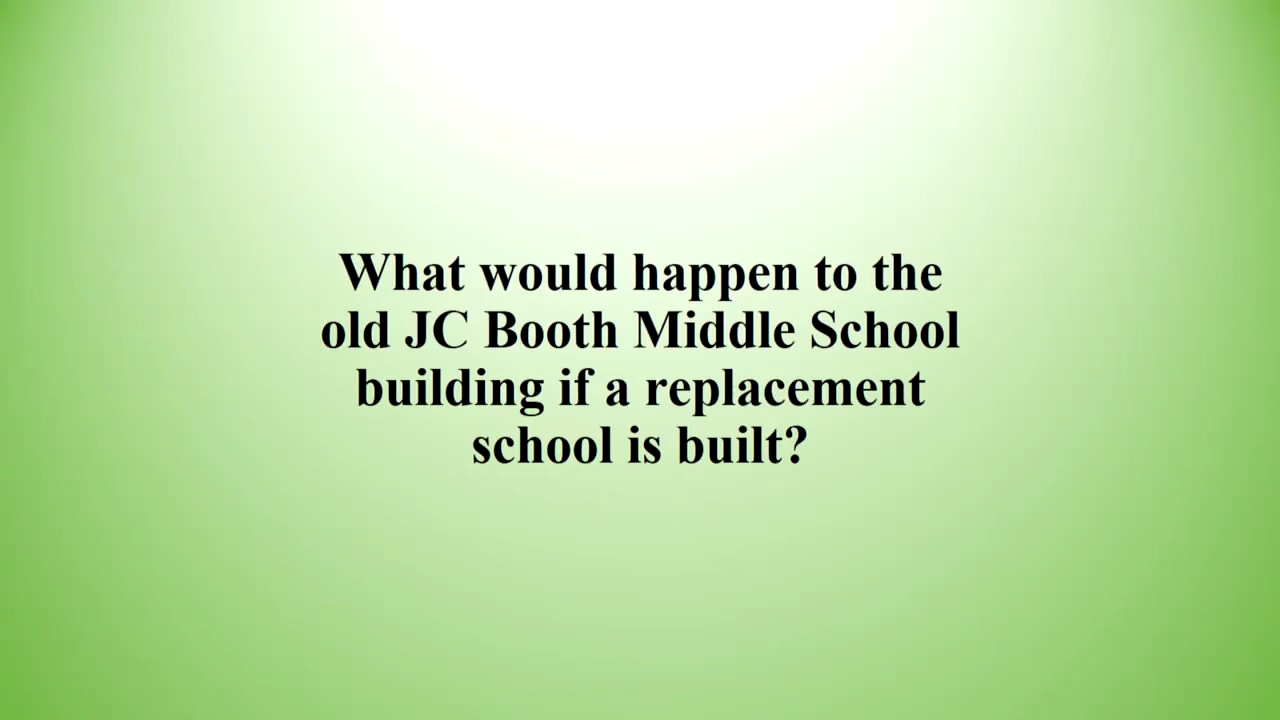 What would happen to the
old JC Booth Middle School
building if a replacement
school is built?